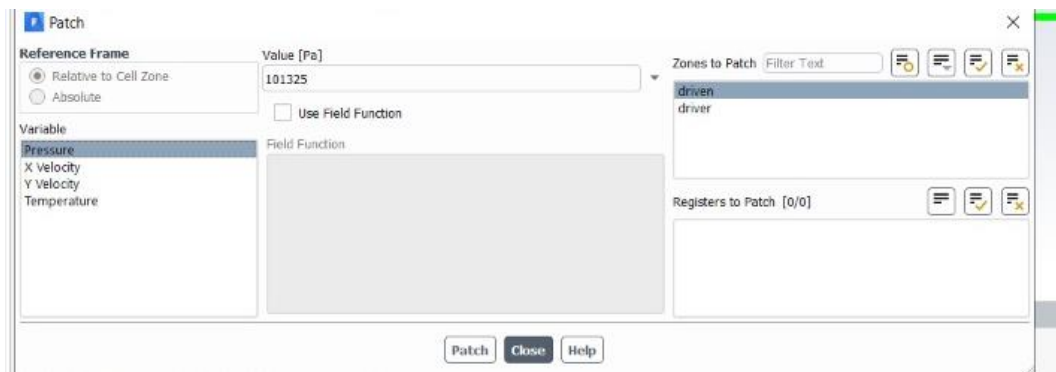 Patch
Reference Frame
Relative to Cell Zone
Absolute
Variable
Pressure
X Velocity
Y Velocity
Temperature
Value [Pa]
101325
Use Field Function
Field Function
Zones to Patch Filter Text
driven
driver
Registers to Patch [0/0]
Patch Close Help